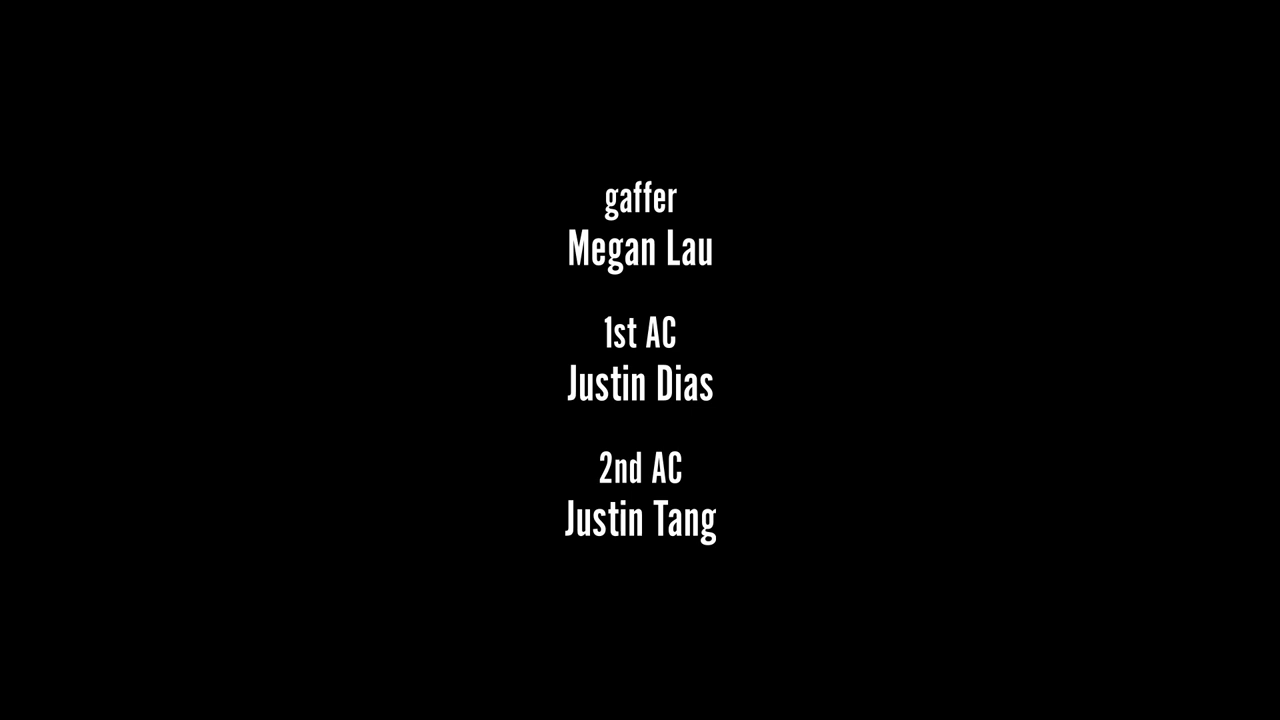 gaffer
Megan Lau
1st AC
Justin Dias
2nd AC
Justin Tang